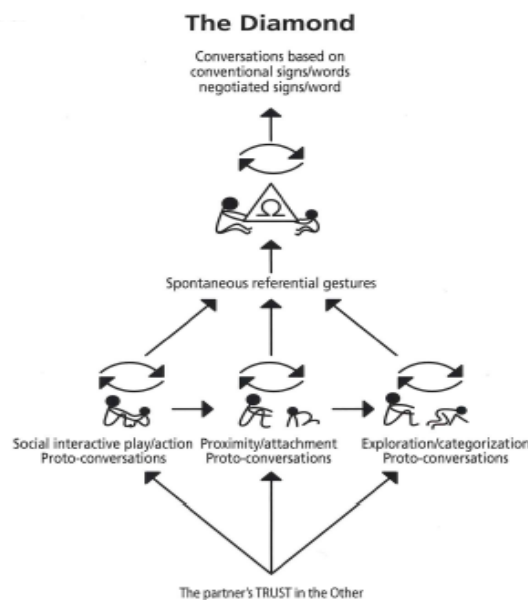 The Diamond
Conversations based on
conventional signs/words
negotiated signs/word
Ω
Spontaneous referential gestures
Social interactive play/action
Proto-conversations
Proximity/attachment
Proto-conversations
Exploration/categorization
Proto-conversations
The partner's TRUST in the Other